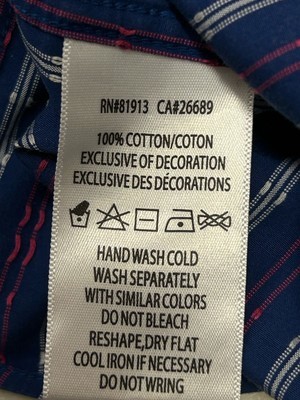 RN#81913 CA#26689
100% COTTON/COTON
EXCLUSIVE OF DECORATION
EXCLUSIVE DES DÉCORATIONS
HAND WASH COLD
WASH SEPARATELY
WITH SIMILAR COLORS
DO NOT BLEACH
RESHAPE,DRY FLAT
COOL IRON IF NECESSARY
DO NOT WRING